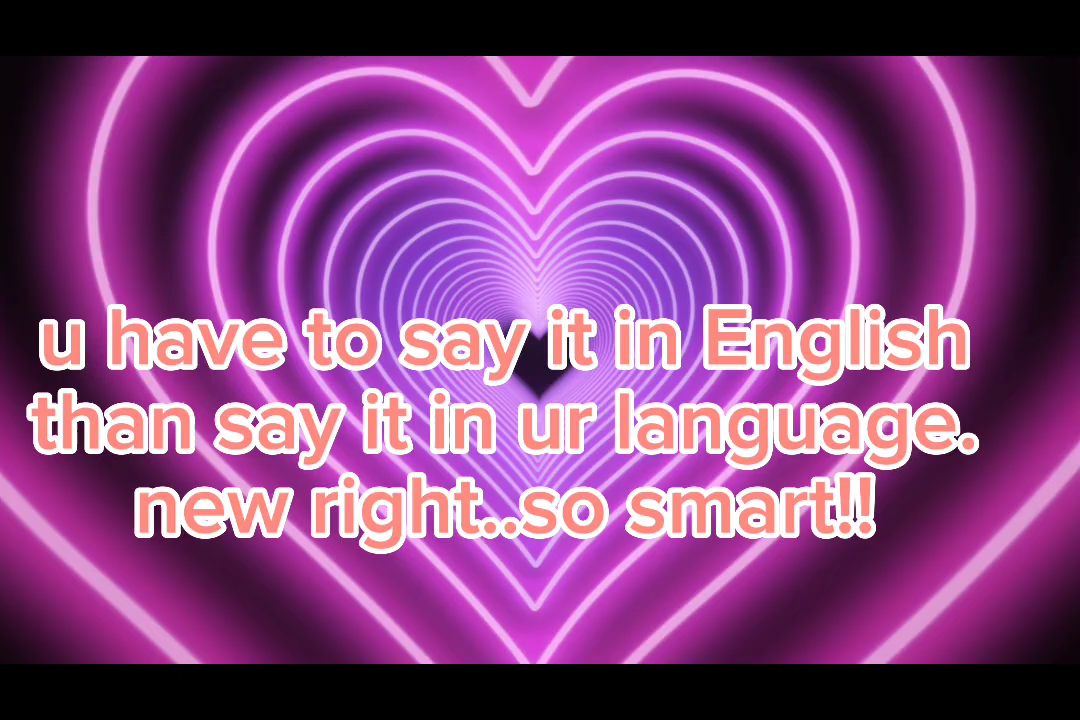 u have to say it in English
than say it in ur language.
new right..so smart!!